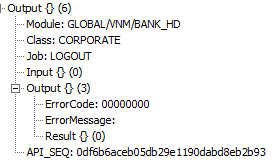 Output {} (6)
Module: GLOBAL/VNM/BANK_HD
Class: CORPORATE
Job: LOGOUT
Input {} (0)
Output {} (3)
ErrorCode: 00000000
ErrorMessage:
Result {} (0)
API_SEQ: 0df6b6aceb05db29e1190dabd8eb2b93